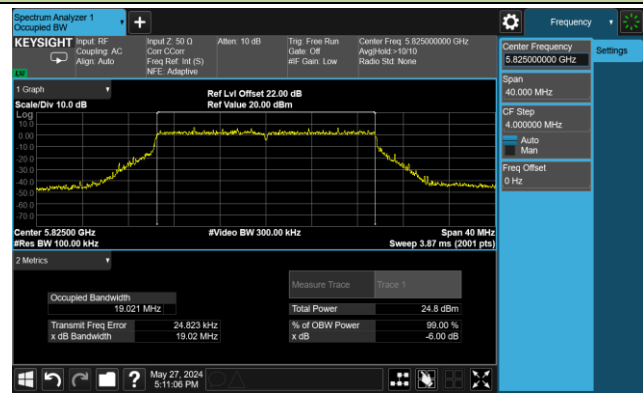 Spectrum Analyzer 1
Occupied BW
Frequency
KEYSIGHT
Input: RF
Coupling: AC
Align: Auto
Input Z: 50 Ω
Corr CCorr
Freq Ref: Int (S)
NFE: Adaptive
Atten: 10 dB
Trig: Free Run
Gate: Off
#IF Gain: Low
Center Freq: 5.825000000 GHz
Avg|Hold:>10/10
Radio Std: None
Center Frequency
5.825000000 GHz
Settings
Span
40.000 MHz
CF Step
4.000000 MHz
Auto
Man
Freq Offset
0 Hz
1 Graph
Scale/Div 10.0 dB
Ref Lvl Offset 22.00 dB
Ref Value 20.00 dBm
Log
10.0
0.00
-10.0
-20.0
-30.0
-40.0
-50.0
-60.0
-70.0
Center 5.82500 GHz
#Res BW 100.00 kHz
#Video BW 300.00 kHz
Span 40 MHz
Sweep 3.87 ms (2001 pts)
2 Metrics
Measure Trace
Trace 1
Occupied Bandwidth
19.021 MHz
Total Power
24.8 dBm
Transmit Freq Error
24.823 kHz
% of OBW Power
99.00 %
x dB Bandwidth
19.02 MHz
x dB
-6.00 dB
May 27, 2024
5:11:06 PM